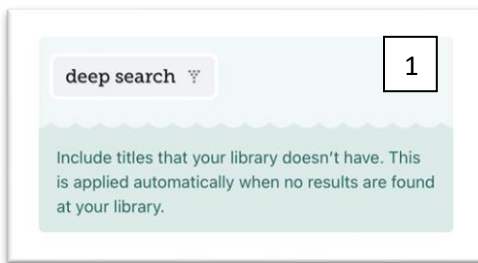 deep search
1
Include titles that your library doesn't have. This
is applied automatically when no results are found
at your library.